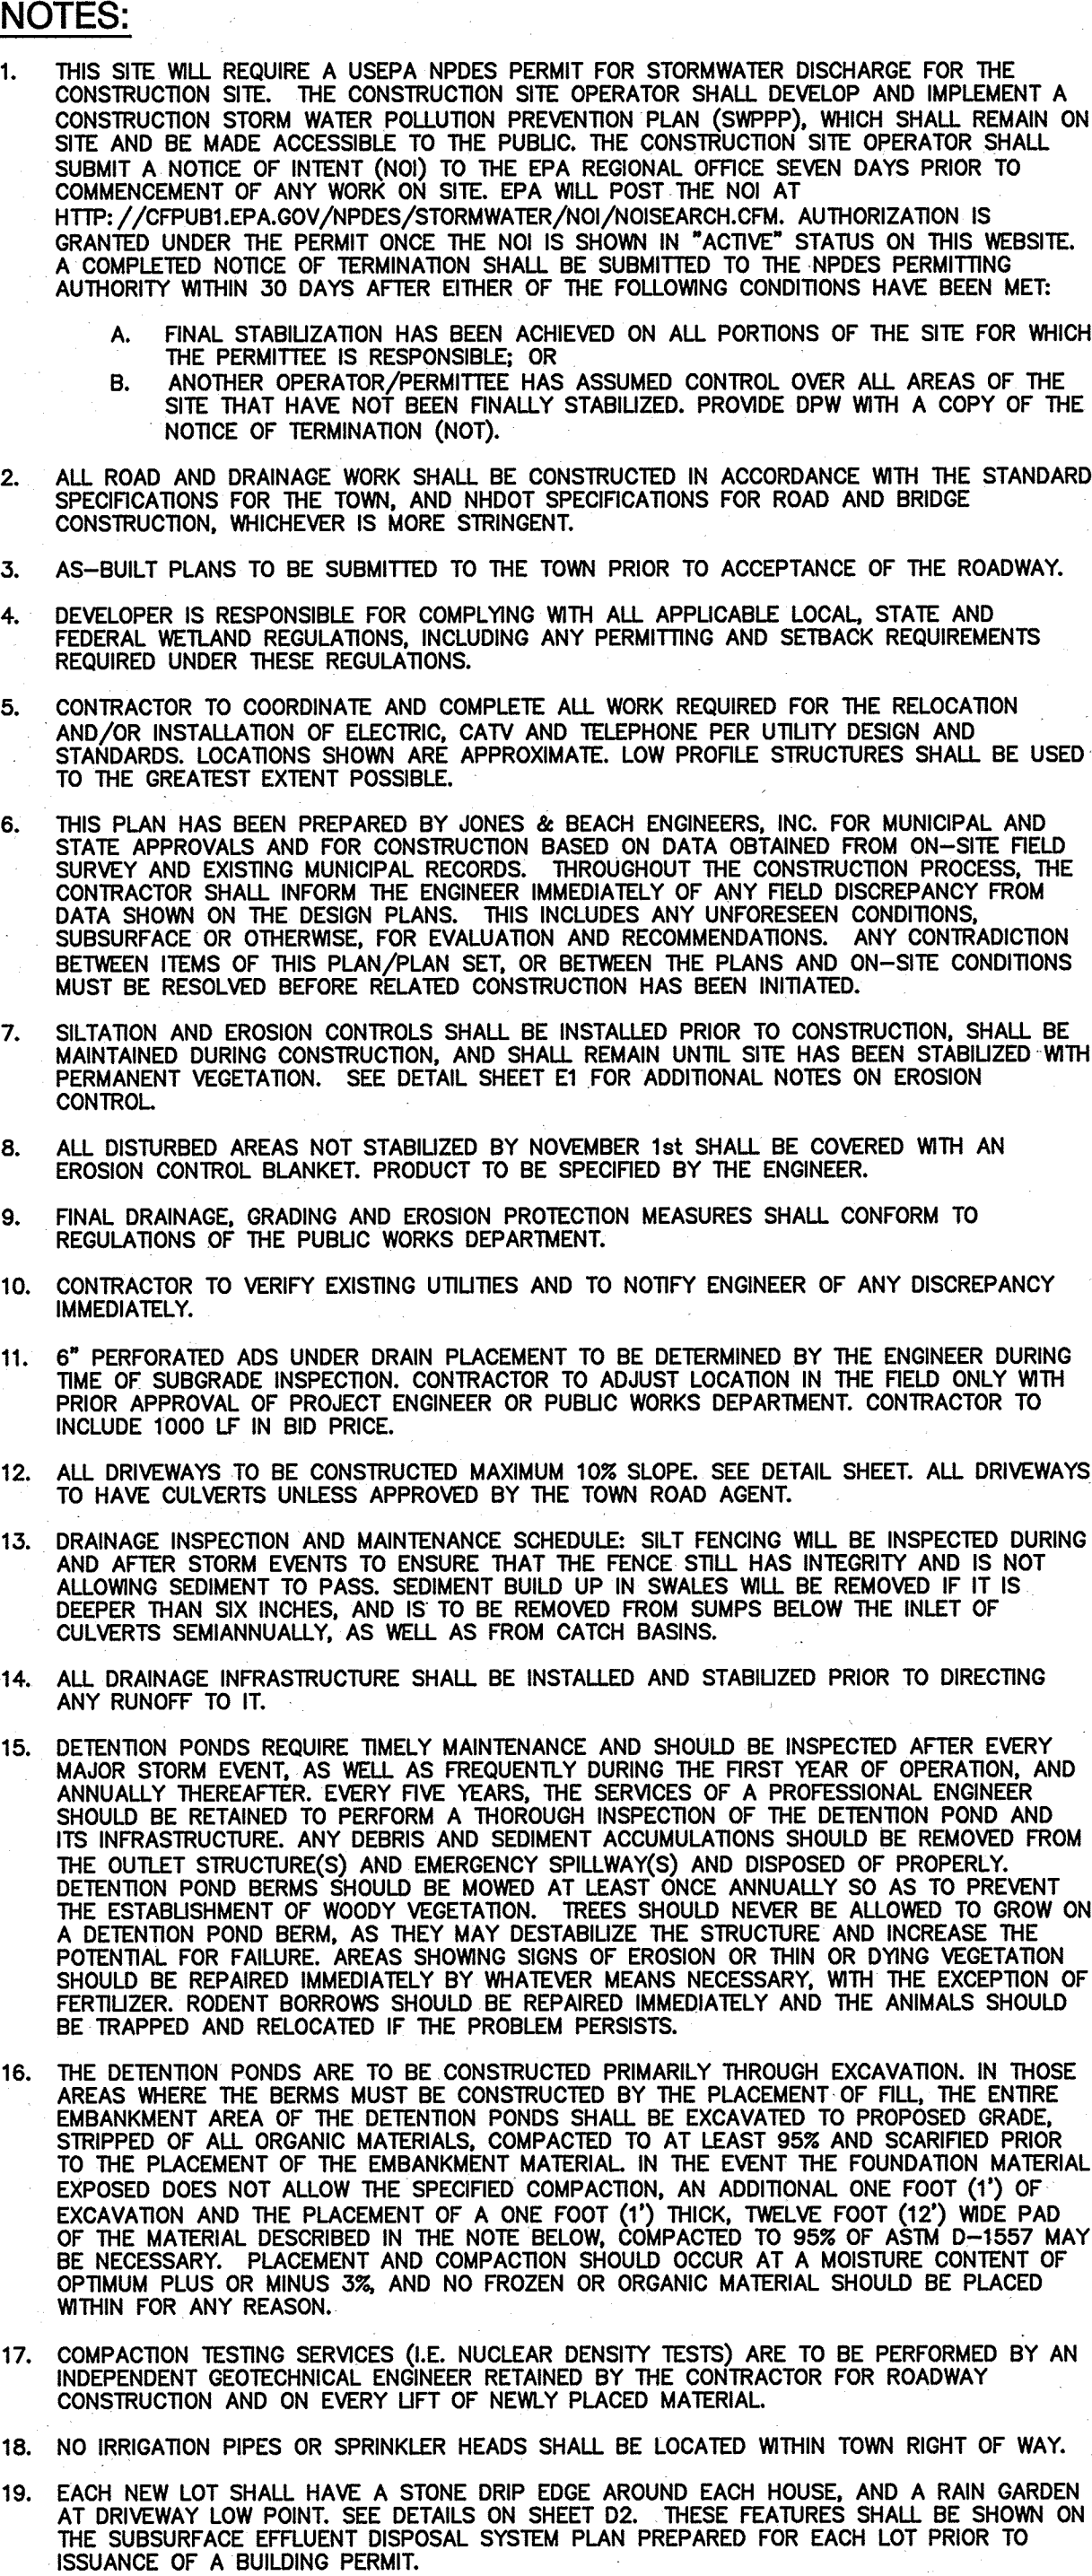 NOTES:
1. THIS SITE WILL REQUIRE A USEPA NPDES PERMIT FOR STORMWATER DISCHARGE FOR THE
CONSTRUCTION SITE. THE CONSTRUCTION SITE OPERATOR SHALL DEVELOP AND IMPLEMENT A
CONSTRUCTION STORM WATER POLLUTION PREVENTION PLAN (SWPPP), WHICH SHALL REMAIN ON
SITE AND BE MADE ACCESSIBLE TO THE PUBLIC. THE CONSTRUCTION SITE OPERATOR SHALL
SUBMIT A NOTICE OF INTENT (NOI) TO THE EPA REGIONAL OFFICE SEVEN DAYS PRIOR TO
COMMENCEMENT OF ANY WORK ON SITE. EPA WILL POST THE NOI AT
HTTP: //CFPUB1.EPA.GOV/NPDES/STORMWATER/NOI/NOISEARCH.CFM. AUTHORIZATION IS
GRANTED UNDER THE PERMIT ONCE THE NOI IS SHOWN IN "ACTIVE" STATUS ON THIS WEBSITE.
A COMPLETED NOTICE OF TERMINATION SHALL BE SUBMITTED TO THE NPDES PERMITTING
AUTHORITY WITHIN 30 DAYS AFTER EITHER OF THE FOLLOWING CONDITIONS HAVE BEEN MET:
A. FINAL STABILIZATION HAS BEEN ACHIEVED ON ALL PORTIONS OF THE SITE FOR WHICH
THE PERMITTEE IS RESPONSIBLE; OR
B. ANOTHER OPERATOR/PERMITTEE HAS ASSUMED CONTROL OVER ALL AREAS OF THE
SITE THAT HAVE NOT BEEN FINALLY STABILIZED. PROVIDE DPW WITH A COPY OF THE
NOTICE OF TERMINATION (NOT).
2. ALL ROAD AND DRAINAGE WORK SHALL BE CONSTRUCTED IN ACCORDANCE WITH THE STANDARD
SPECIFICATIONS FOR THE TOWN, AND NHDOT SPECIFICATIONS FOR ROAD AND BRIDGE
CONSTRUCTION, WHICHEVER IS MORE STRINGENT.
3. AS-BUILT PLANS TO BE SUBMITTED TO THE TOWN PRIOR TO ACCEPTANCE OF THE ROADWAY.
4. DEVELOPER IS RESPONSIBLE FOR COMPLYING WITH ALL APPLICABLE LOCAL, STATE AND
FEDERAL WETLAND REGULATIONS, INCLUDING ANY PERMITTING AND SETBACK REQUIREMENTS
REQUIRED UNDER THESE REGULATIONS.
5. CONTRACTOR TO COORDINATE AND COMPLETE ALL WORK REQUIRED FOR THE RELOCATION
AND/OR INSTALLATION OF ELECTRIC, CATV AND TELEPHONE PER UTILITY DESIGN AND
STANDARDS. LOCATIONS SHOWN ARE APPROXIMATE. LOW PROFILE STRUCTURES SHALL BE USED
TO THE GREATEST EXTENT POSSIBLE.
6. THIS PLAN HAS BEEN PREPARED BY JONES & BEACH ENGINEERS, INC. FOR MUNICIPAL AND
STATE APPROVALS AND FOR CONSTRUCTION BASED ON DATA OBTAINED FROM ON-SITE FIELD
SURVEY AND EXISTING MUNICIPAL RECORDS. THROUGHOUT THE CONSTRUCTION PROCESS, THE
CONTRACTOR SHALL INFORM THE ENGINEER IMMEDIATELY OF ANY FIELD DISCREPANCY FROM
DATA SHOWN ON THE DESIGN PLANS. THIS INCLUDES ANY UNFORESEEN CONDITIONS,
SUBSURFACE OR OTHERWISE, FOR EVALUATION AND RECOMMENDATIONS. ANY CONTRADICTION
BETWEEN ITEMS OF THIS PLAN/PLAN SET, OR BETWEEN THE PLANS AND ON-SITE CONDITIONS
MUST BE RESOLVED BEFORE RELATED CONSTRUCTION HAS BEEN INITIATED.
7. SILTATION AND EROSION CONTROLS SHALL BE INSTALLED PRIOR TO CONSTRUCTION, SHALL BE
MAINTAINED DURING CONSTRUCTION, AND SHALL REMAIN UNTIL SITE HAS BEEN STABILIZED WITH
PERMANENT VEGETATION. SEE DETAIL SHEET E1 FOR ADDITIONAL NOTES ON EROSION
CONTROL.
8. ALL DISTURBED AREAS NOT STABILIZED BY NOVEMBER 1st SHALL BE COVERED WITH AN
EROSION CONTROL BLANKET. PRODUCT TO BE SPECIFIED BY THE ENGINEER.
9. FINAL DRAINAGE, GRADING AND EROSION PROTECTION MEASURES SHALL CONFORM TO
REGULATIONS OF THE PUBLIC WORKS DEPARTMENT.
10. CONTRACTOR TO VERIFY EXISTING UTILITIES AND TO NOTIFY ENGINEER OF ANY DISCREPANCY
IMMEDIATELY.
11. 6" PERFORATED ADS UNDER DRAIN PLACEMENT TO BE DETERMINED BY THE ENGINEER DURING
TIME OF SUBGRADE INSPECTION. CONTRACTOR TO ADJUST LOCATION IN THE FIELD ONLY WITH
PRIOR APPROVAL OF PROJECT ENGINEER OR PUBLIC WORKS DEPARTMENT. CONTRACTOR TO
INCLUDE 1000 LF IN BID PRICE.
12. ALL DRIVEWAYS TO BE CONSTRUCTED MAXIMUM 10% SLOPE. SEE DETAIL SHEET. ALL DRIVEWAYS
TO HAVE CULVERTS UNLESS APPROVED BY THE TOWN ROAD AGENT.
13. DRAINAGE INSPECTION AND MAINTENANCE SCHEDULE: SILT FENCING WILL BE INSPECTED DURING
AND AFTER STORM EVENTS TO ENSURE THAT THE FENCE STILL HAS INTEGRITY AND IS NOT
ALLOWING SEDIMENT TO PASS. SEDIMENT BUILD UP IN SWALES WILL BE REMOVED IF IT IS
DEEPER THAN SIX INCHES, AND IS TO BE REMOVED FROM SUMPS BELOW THE INLET OF
CULVERTS SEMIANNUALLY, AS WELL AS FROM CATCH BASINS.
14. ALL DRAINAGE INFRASTRUCTURE SHALL BE INSTALLED AND STABILIZED PRIOR TO DIRECTING
ANY RUNOFF TO IT.
15. DETENTION PONDS REQUIRE TIMELY MAINTENANCE AND SHOULD BE INSPECTED AFTER EVERY
MAJOR STORM EVENT, AS WELL AS FREQUENTLY DURING THE FIRST YEAR OF OPERATION, AND
ANNUALLY THEREAFTER. EVERY FIVE YEARS, THE SERVICES OF A PROFESSIONAL ENGINEER
SHOULD BE RETAINED TO PERFORM A THOROUGH INSPECTION OF THE DETENTION POND AND
ITS INFRASTRUCTURE. ANY DEBRIS AND SEDIMENT ACCUMULATIONS SHOULD BE REMOVED FROM
THE OUTLET STRUCTURE(S) AND EMERGENCY SPILLWAY(S) AND DISPOSED OF PROPERLY.
DETENTION POND BERMS SHOULD BE MOWED AT LEAST ONCE ANNUALLY SO AS TO PREVENT
THE ESTABLISHMENT OF WOODY VEGETATION. TREES SHOULD NEVER BE ALLOWED TO GROW ON
A DETENTION POND BERM, AS THEY MAY DESTABILIZE THE STRUCTURE AND INCREASE THE
POTENTIAL FOR FAILURE. AREAS SHOWING SIGNS OF EROSION OR THIN OR DYING VEGETATION
SHOULD BE REPAIRED IMMEDIATELY BY WHATEVER MEANS NECESSARY, WITH THE EXCEPTION OF
FERTILIZER. RODENT BORROWS SHOULD BE REPAIRED IMMEDIATELY AND THE ANIMALS SHOULD
BE TRAPPED AND RELOCATED IF THE PROBLEM PERSISTS.
16. THE DETENTION PONDS ARE TO BE CONSTRUCTED PRIMARILY THROUGH EXCAVATION. IN THOSE
AREAS WHERE THE BERMS MUST BE CONSTRUCTED BY THE PLACEMENT OF FILL, THE ENTIRE
EMBANKMENT AREA OF THE DETENTION PONDS SHALL BE EXCAVATED TO PROPOSED GRADE,
STRIPPED OF ALL ORGANIC MATERIALS, COMPACTED TO AT LEAST 95% AND SCARIFIED PRIOR
TO THE PLACEMENT OF THE EMBANKMENT MATERIAL. IN THE EVENT THE FOUNDATION MATERIAL
EXPOSED DOES NOT ALLOW THE SPECIFIED COMPACTION, AN ADDITIONAL ONE FOOT (1') OF
EXCAVATION AND THE PLACEMENT OF A ONE FOOT (1') THICK, TWELVE FOOT (12') WIDE PAD
OF THE MATERIAL DESCRIBED IN THE NOTE BELOW, COMPACTED TO 95% OF ASTM D-1557 MAY
BE NECESSARY. PLACEMENT AND COMPACTION SHOULD OCCUR AT A MOISTURE CONTENT OF
OPTIMUM PLUS OR MINUS 3%, AND NO FROZEN OR ORGANIC MATERIAL SHOULD BE PLACED
WITHIN FOR ANY REASON.
17. COMPACTION TESTING SERVICES (I.E. NUCLEAR DENSITY TESTS) ARE TO BE PERFORMED BY AN
INDEPENDENT GEOTECHNICAL ENGINEER RETAINED BY THE CONTRACTOR FOR ROADWAY
CONSTRUCTION AND ON EVERY LIFT OF NEWLY PLACED MATERIAL.
18. NO IRRIGATION PIPES OR SPRINKLER HEADS SHALL BE LOCATED WITHIN TOWN RIGHT OF WAY.
19. EACH NEW LOT SHALL HAVE A STONE DRIP EDGE AROUND EACH HOUSE, AND A RAIN GARDEN
AT DRIVEWAY LOW POINT. SEE DETAILS ON SHEET D2. THESE FEATURES SHALL BE SHOWN ON
THE SUBSURFACE EFFLUENT DISPOSAL SYSTEM PLAN PREPARED FOR EACH LOT PRIOR TO
ISSUANCE OF A BUILDING PERMIT.